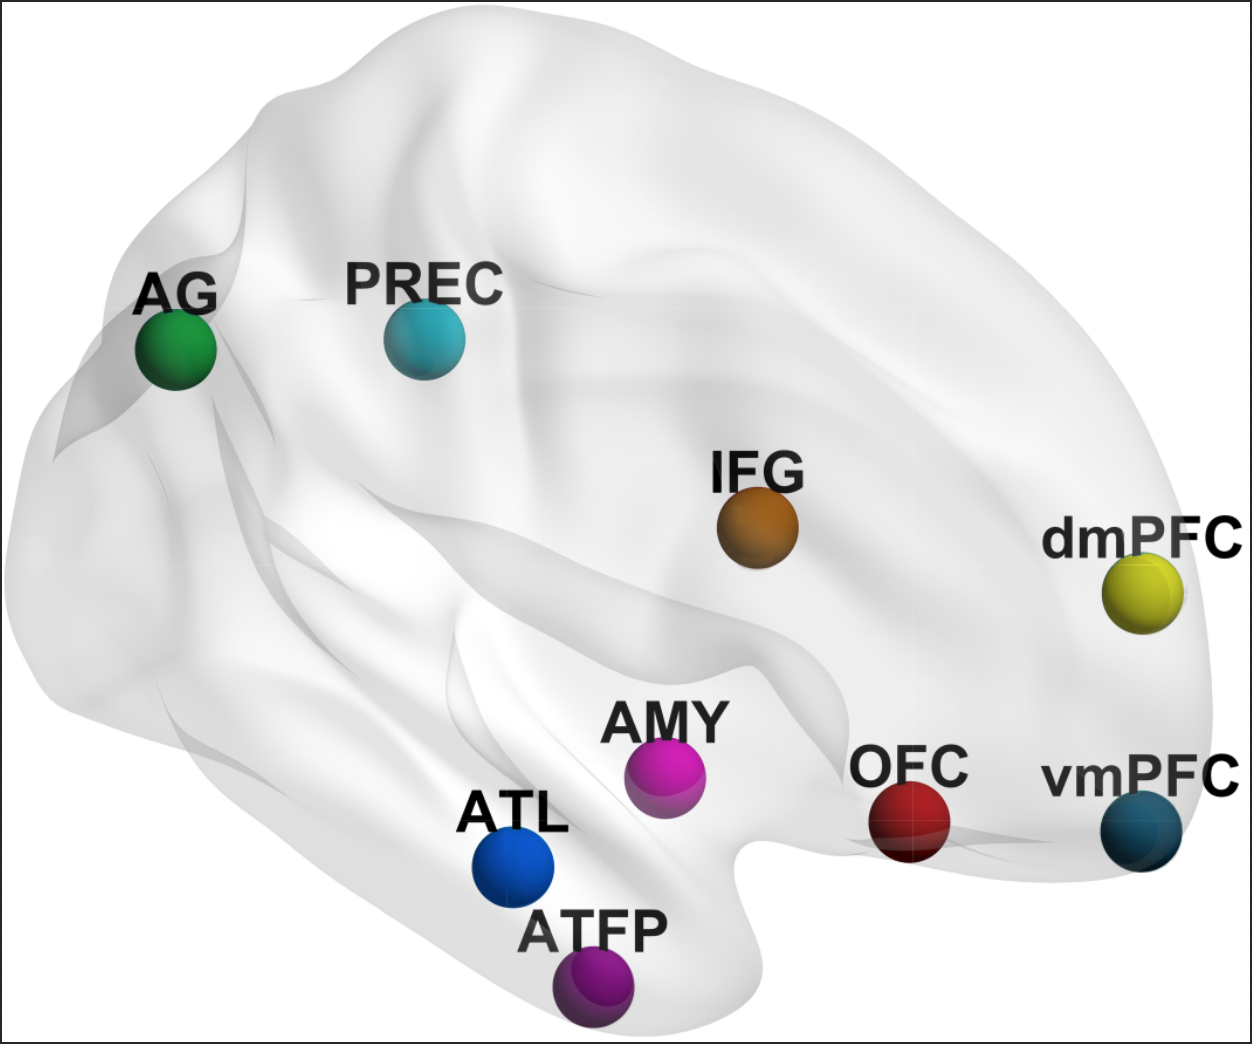 PREC
AG
IFG
dmPFC
AMY
OFC
vmPFC
ATL
ATFP